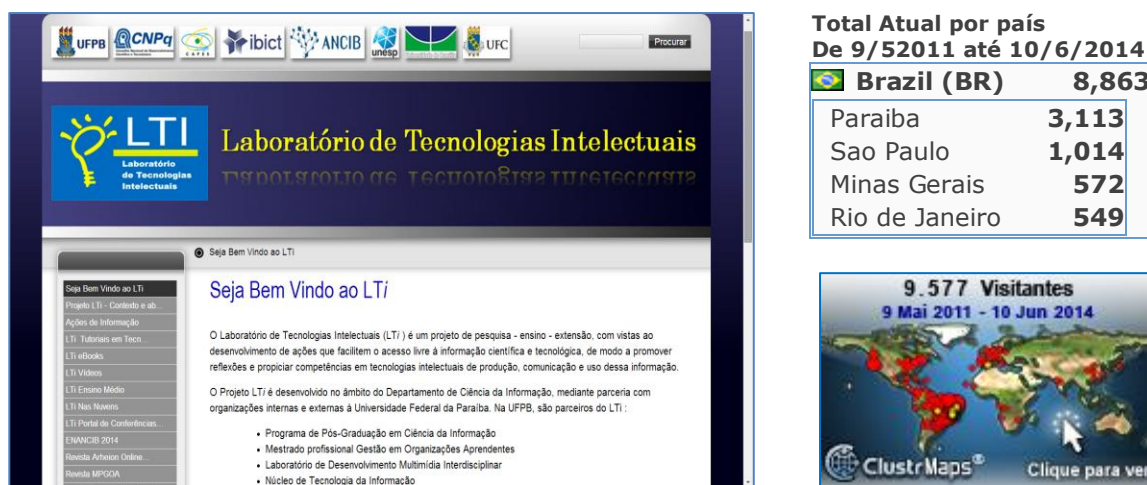 UFPB CNPq CAPES ibict ANCIB unesp UFC Procurar
LTI
Laboratório
de Tecnologias
Intelectuais
Laboratório de Tecnologias Intelectuais
Seja Bem Vindo ao LTi
Seja Bem Vindo ao LTi
Projeto LTi - Contexto e ab...
Ações de Informação
LTi Tutoriais em Tecn...
LTi eBooks
LTi Vídeos
LTi Ensino Médio
LTi Nas Nuvens
LTi Portal de Conferências...
ENANCIB 2014
Revista Arheion Online...
Revista MPGOA
Seja Bem Vindo ao LTi
O Laboratório de Tecnologias Intelectuais (LTi ) é um projeto de pesquisa - ensino - extensão, com vistas ao
desenvolvimento de ações que facilitem o acesso livre à informação científica e tecnológica, de modo a promover
reflexões e propiciar competências em tecnologias intelectuais de produção, comunicação e uso dessa informação.
O Projeto LTi é desenvolvido no âmbito do Departamento de Ciência da Informação, mediante parceria com
organizações internas e externas à Universidade Federal da Paraíba. Na UFPB, são parceiros do LTi :
• Programa de Pós-Graduação em Ciência da Informação
• Mestrado profissional Gestão em Organizações Aprendentes
• Laboratório de Desenvolvimento Multimídia Interdisciplinar
• Núcleo de Tecnologia da Informação
Total Atual por país
De 9/52011 até 10/6/2014
Brazil (BR) 8,863
Paraiba 3,113
Sao Paulo 1,014
Minas Gerais 572
Rio de Janeiro 549
9.577 Visitantes
9 Mai 2011 - 10 Jun 2014
ClustrMaps® Clique para ver